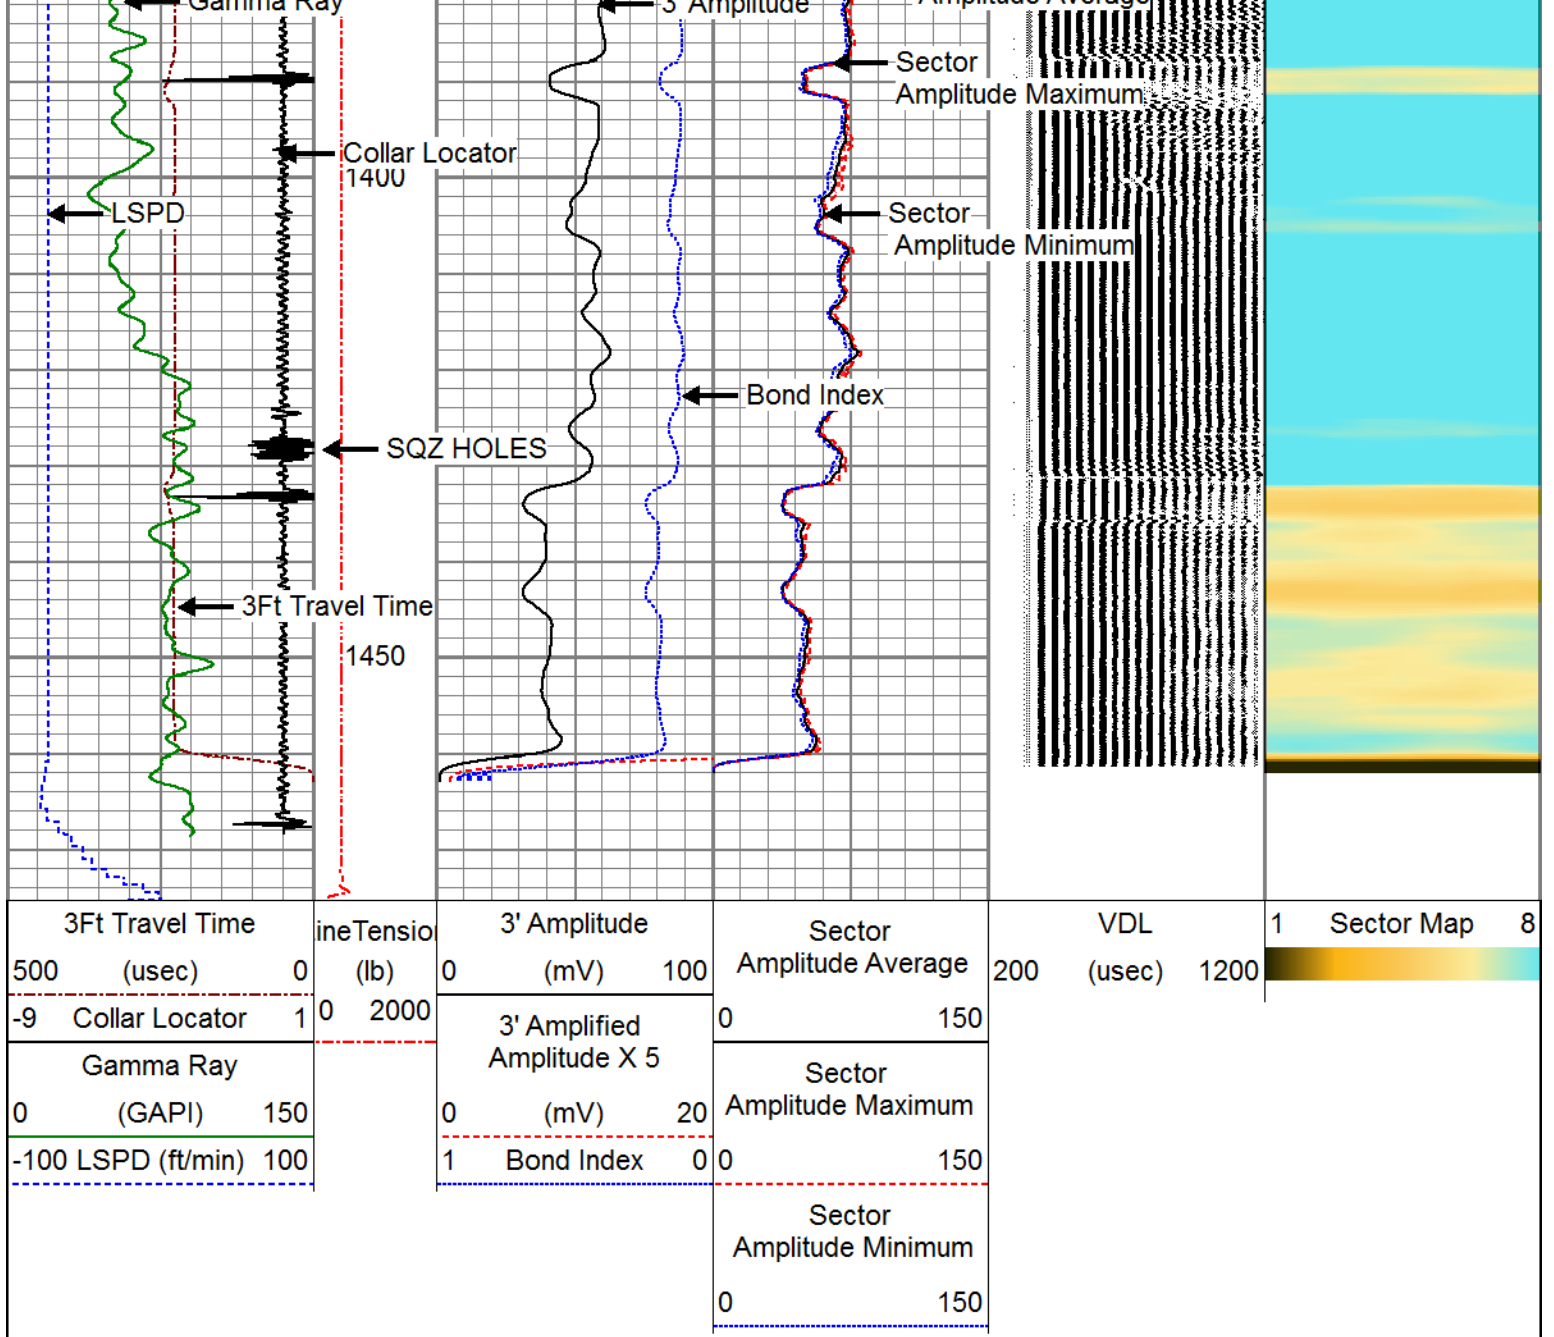 Gamma Ray
3' Amplitude
Amplitude Average
Sector
Amplitude Maximum
Collar Locator
1400
LSPD
Sector
Amplitude Minimum
Bond Index
SQZ HOLES
3Ft Travel Time
1450
3Ft Travel Time
500 (usec) 0
-9 Collar Locator 1
Gamma Ray
0 (GAPI) 150
-100 LSPD (ft/min) 100
ineTension
(lb)
0 2000
3' Amplitude
0 (mV) 100
3' Amplified
Amplitude X 5
0 (mV) 20
1 Bond Index 0
Sector
Amplitude Average
0 150
Sector
Amplitude Maximum
0 150
Sector
Amplitude Minimum
0 150
VDL
200 (usec) 1200
1 Sector Map 8